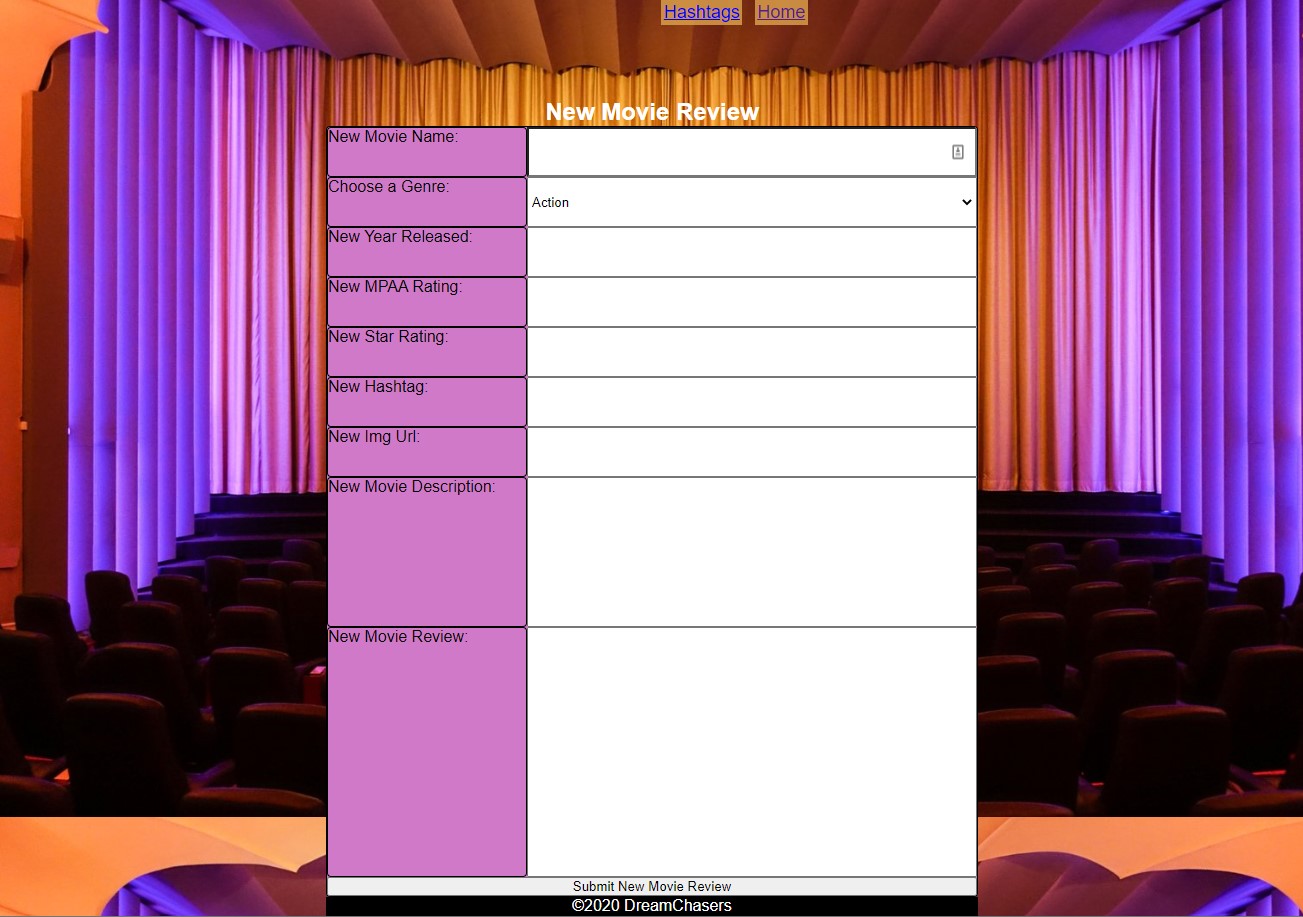 Hashtags Home
New Movie Review
New Movie Name:
Choose a Genre:
Action
New Year Released:
New MPAA Rating:
New Star Rating:
New Hashtag:
New Img Url:
New Movie Description:
New Movie Review:
Submit New Movie Review
©2020 DreamChasers